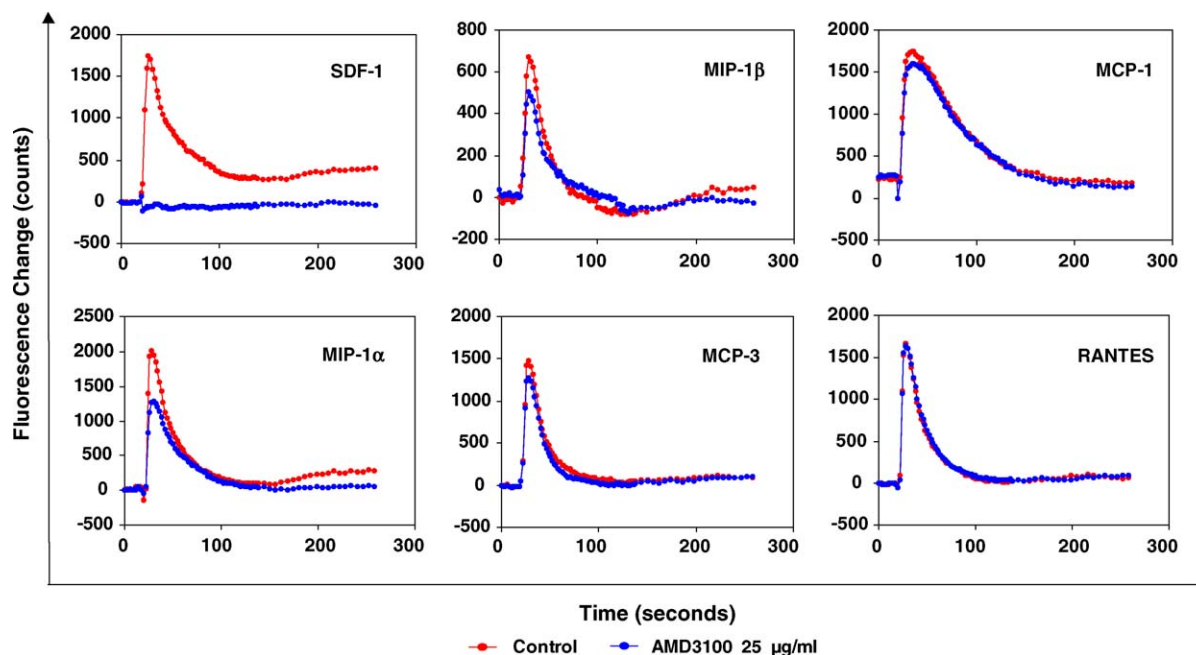 Fluorescence Change (counts)
SDF-1
2000
1500
1000
500
0
-500
0 100 200 300
MIP-1β
800
600
400
200
0
-200
0 100 200 300
MCP-1
2000
1500
1000
500
0
-500
0 100 200 300
MIP-1α
2500
2000
1500
1000
500
0
-500
0 100 200 300
MCP-3
2000
1500
1000
500
0
-500
0 100 200 300
RANTES
2000
1500
1000
500
0
-500
0 100 200 300
Time (seconds)
Control AMD3100 25 µg/ml